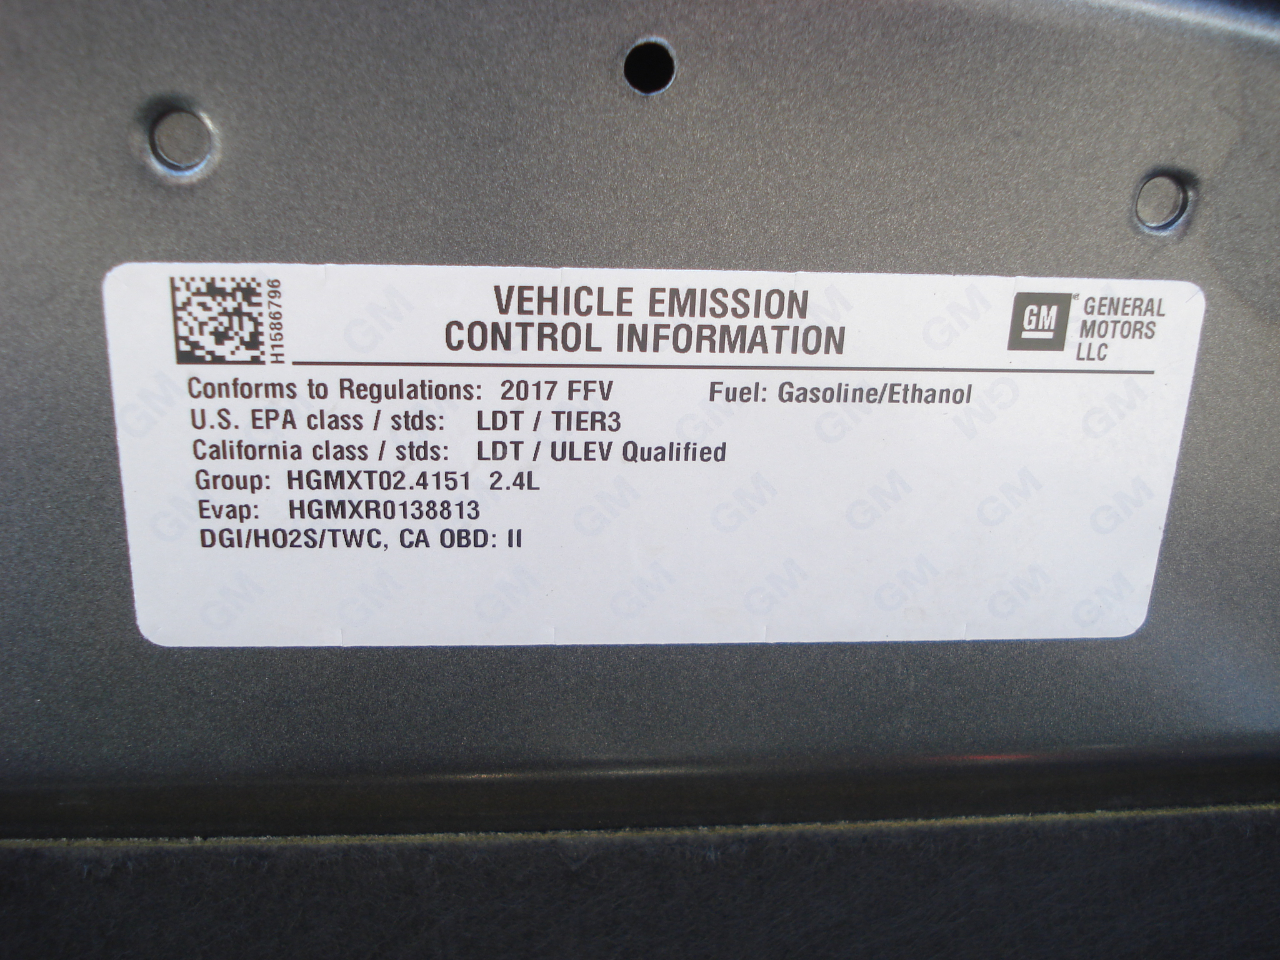 H1586796
VEHICLE EMISSION
CONTROL INFORMATION
GM
GENERAL
MOTORS
LLC
Conforms to Regulations: 2017 FFV Fuel: Gasoline/Ethanol
U.S. EPA class / stds: LDT / TIER3
California class / stds: LDT / ULEV Qualified
Group: HGMXT02.4151 2.4L
Evap: HGMXR0138813
DGI/HO2S/TWC, CA OBD: II